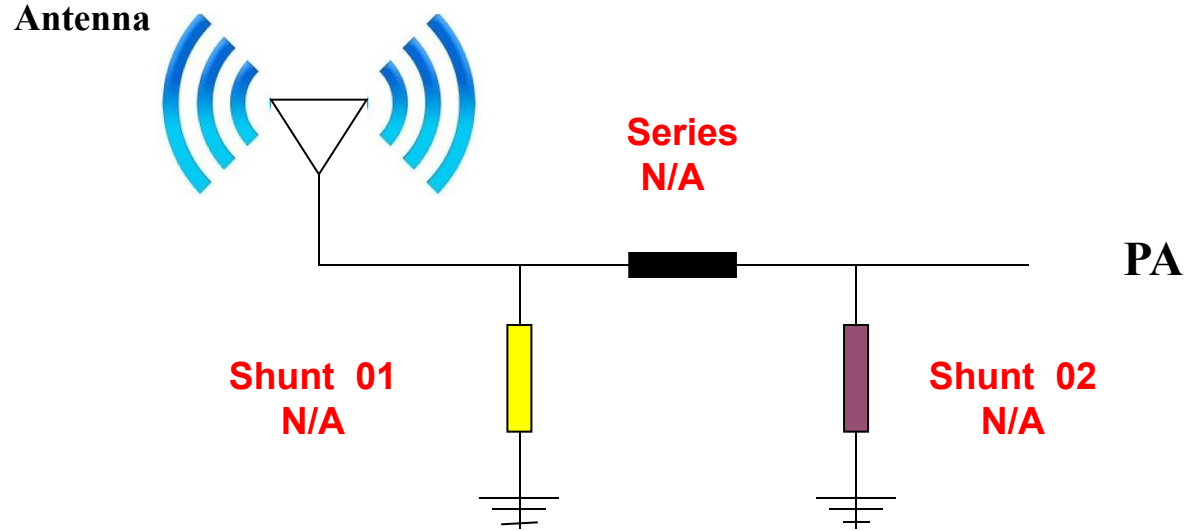 Antenna
Series
N/A
PA
Shunt 01
N/A
Shunt 02
N/A